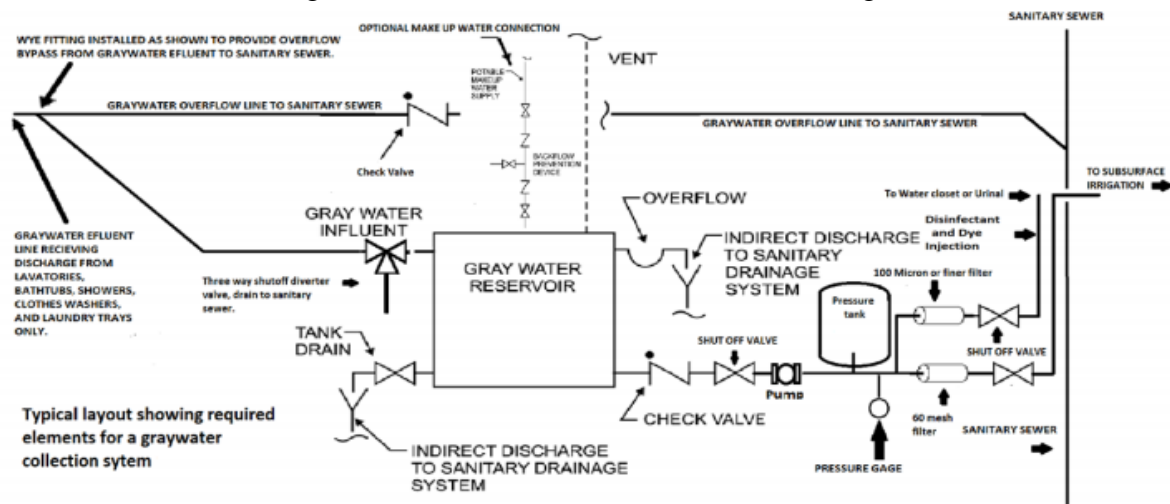 SANITARY SEWER
OPTIONAL MAKE UP WATER CONNECTION
WYE FITTING INSTALLED AS SHOWN TO PROVIDE OVERFLOW
BYPASS FROM GRAYWATER EFLUENT TO SANITARY SEWER.
VENT
POTABLE
MAKEUP
WATER
SUPPLY
GRAYWATER OVERFLOW LINE TO SANITARY SEWER
GRAYWATER OVERFLOW LINE TO SANITARY SEWER
Check Valve
BACKFLOW
PREVENTION
DEVICE
TO SUBSURFACE
IRRIGATION
To Water closet or Urinal
OVERFLOW
GRAY WATER
INFLUENT
Disinfectant
and Dye
Injection
GRAYWATER EFLUENT
LINE RECIEVING
DISCHARGE FROM
LAVATORIES,
BATHTUBS, SHOWERS,
CLOTHES WASHERS,
AND LAUNDRY TRAYS
ONLY.
INDIRECT DISCHARGE
TO SANITARY
DRAINAGE
SYSTEM
GRAY WATER
RESERVOIR
100 Micron or finer filter
Three way shutoff diverter
valve, drain to sanitary
sewer.
Pressure
tank
TANK
DRAIN
SHUT OFF VALVE
SHUT OFF VALVE
Pump
CHECK VALVE
60 mesh
filter
SANITARY SEWER
Typical layout showing required
elements for a graywater
collection sytem
INDIRECT DISCHARGE
TO SANITARY DRAINAGE
SYSTEM
PRESSURE GAGE